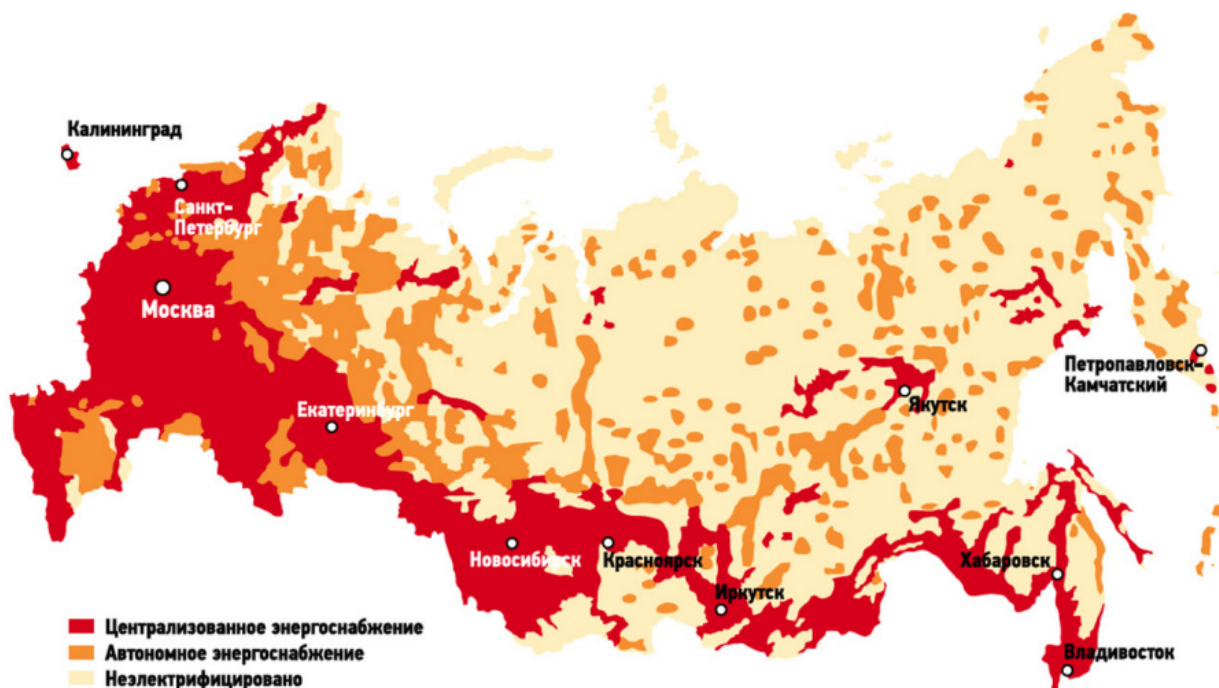 Калининград
Санкт-
Петербург
Москва
Петропавловск-
Камчатский
Якутск
Екатеринбург
Новосибирск
Красноярск
Хабаровск
Иркутск
Централизованное энергоснабжение
Автономное энергоснабжение
Владивосток
Неэлектрифицировано